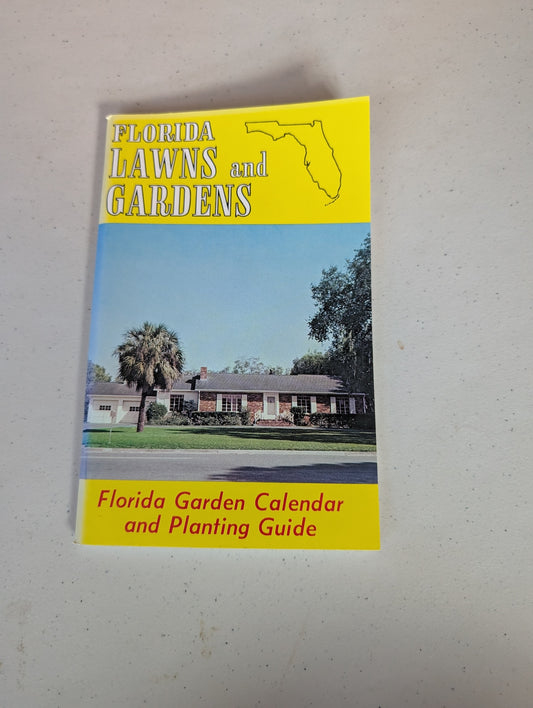 FLORIDA
LAWNS and
GARDENS
Florida Garden Calendar
and Planting Guide